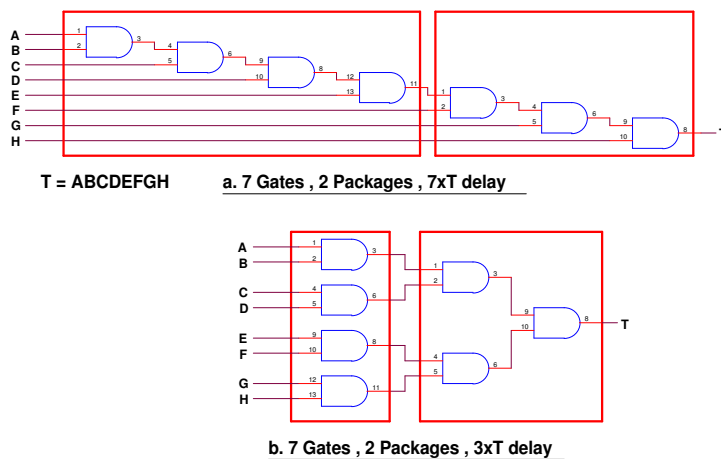 A 1
3
B 2 4
6
C 5 9
8
D 10 12
11
E 13 1
3
F 2 4
6
G 5 9
8 T
H 10
T = ABCDEFGH a. 7 Gates , 2 Packages , 7xT delay
A 1 3
B 2 1
3
C 4 2
D 5 6 9
8 T
E 9 10
F 10 8 4
6
G 12 5
H 13 11
b. 7 Gates , 2 Packages , 3xT delay